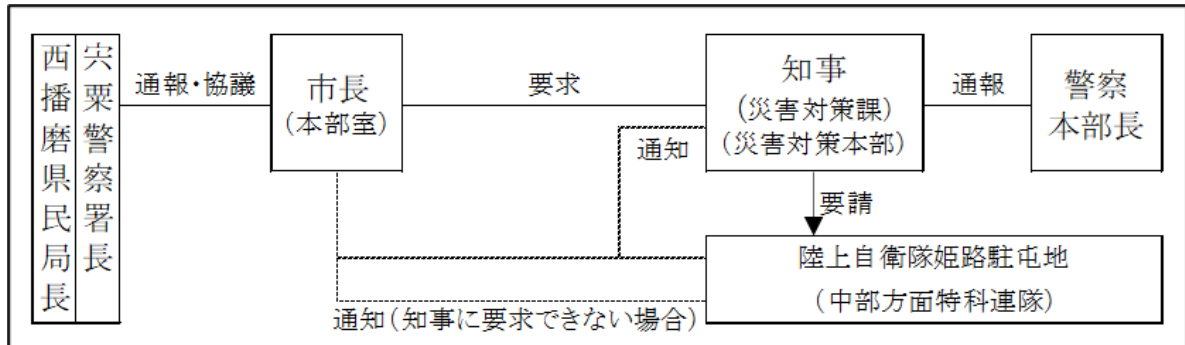 西播磨県民局長
宍粟警察署長
通報・協議
市長
(本部室)
要求
知事
(災害対策課)
(災害対策本部)
通報
警察
本部長
通知
要請
陸上自衛隊姫路駐屯地
(中部方面特科連隊)
通知(知事に要求できない場合)